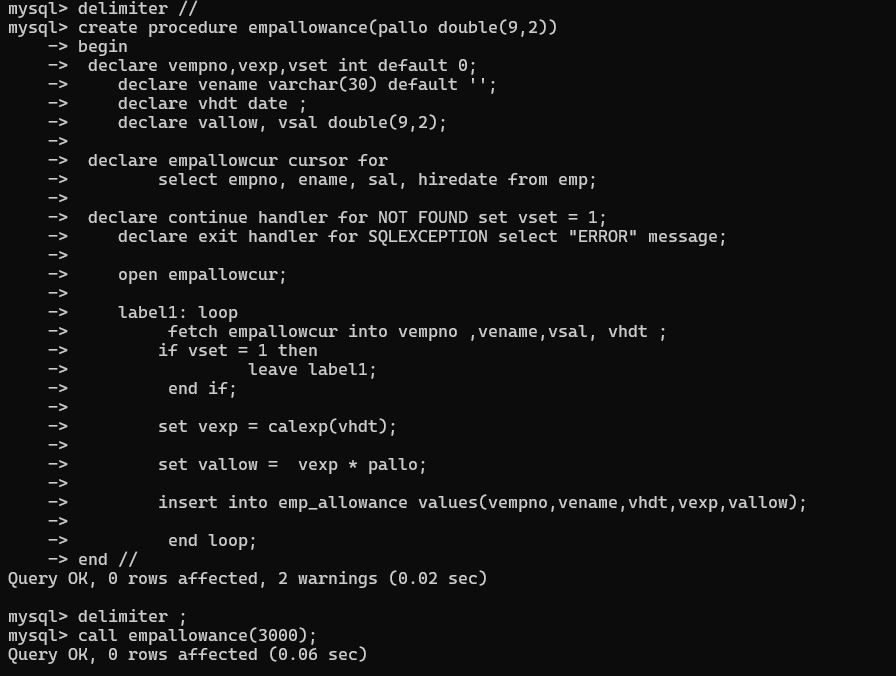 mysql> delimiter //
mysql> create procedure empallowance(pallo double(9,2))
    -> begin
    ->  declare vempno,vexp,vset int default 0;
    ->     declare vename varchar(30) default '';
    ->     declare vhdt date ;
    ->     declare vallow, vsal double(9,2);
    ->
    ->  declare empallowcur cursor for
    ->         select empno, ename, sal, hiredate from emp;
    ->
    ->  declare continue handler for NOT FOUND set vset = 1;
    ->     declare exit handler for SQLEXCEPTION select "ERROR" message;
    ->
    ->     open empallowcur;
    ->
    ->     label1: loop
    ->          fetch empallowcur into vempno ,vename,vsal, vhdt ;
    ->         if vset = 1 then
    ->                  leave label1;
    ->          end if;
    ->
    ->         set vexp = calexp(vhdt);
    ->
    ->         set vallow =  vexp * pallo;
    ->
    ->         insert into emp_allowance values(vempno,vename,vhdt,vexp,vallow);
    ->
    ->          end loop;
    -> end //
Query OK, 0 rows affected, 2 warnings (0.02 sec)

mysql> delimiter ;
mysql> call empallowance(3000);
Query OK, 0 rows affected (0.06 sec)